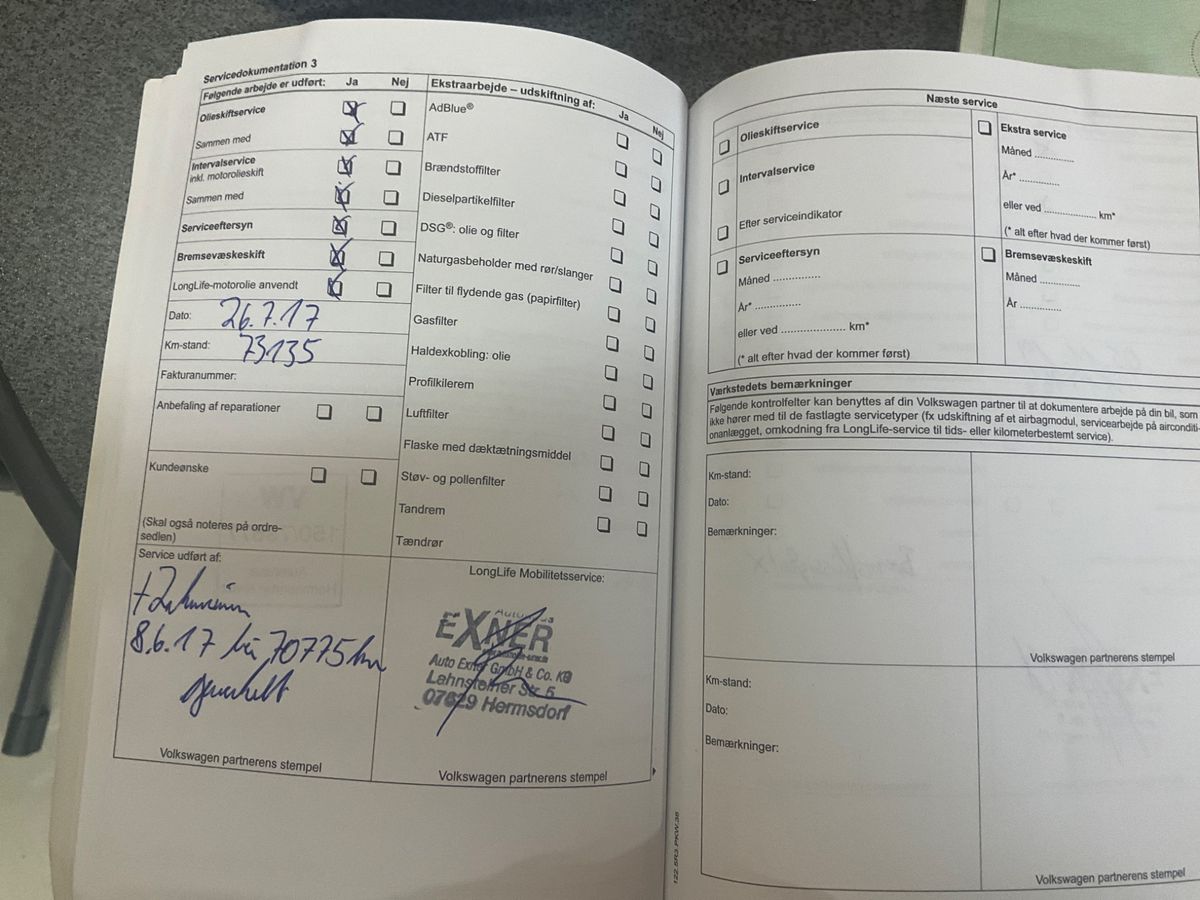 Servicedokumentation 3
Følgende arbejde er udført: Ja Nej
Olieskiftservice
Sammen med
Intervalservice
inkl. motorolieskift
Sammen med
Serviceeftersyn
Bremsevæskeskift
LongLife-motorolie anvendt
Dato: 26.7.17
Km-stand: 73135
Fakturanummer:
Anbefaling af reparationer
Kundeønske
(Skal også noteres på ordre-
sedlen)
Service udført af:
8.6.17 bei 70775 km
Volkswagen partnerens stempel
Ekstraarbejde – udskiftning af: Ja Nej
AdBlue®
ATF
Brændstoffilter
Dieselpartikelfilter
DSG®: olie og filter
Naturgasbeholder med rør/slanger
Filter til flydende gas (papirfilter)
Gasfilter
Haldexkobling: olie
Profilkilerem
Luftfilter
Flaske med dæktætningsmiddel
Støv- og pollenfilter
Tandrem
Tændrør
LongLife Mobilitetsservice:
EXNER
Auto Exner GmbH & Co. KG
Lahnsteiner Str. 5
07629 Hermsdorf
Volkswagen partnerens stempel
122.5R3.PKW.38
Næste service
Olieskiftservice
Intervalservice
Efter serviceindikator
Serviceeftersyn
Måned ...............
År* ...............
eller ved .................... km*
(* alt efter hvad der kommer først)
Ekstra service
Måned .............
År* .............
eller ved .................. km*
(* alt efter hvad der kommer først)
Bremsevæskeskift
Måned .............
År .............
Værkstedets bemærkninger
Følgende kontrolfelter kan benyttes af din Volkswagen partner til at dokumentere arbejde på din bil, som
ikke hører med til de fastlagte servicetyper (fx udskiftning af et airbagmodul, servicearbejde på airconditi-
onanlægget, omkodning fra LongLife-service til tids- eller kilometerbestemt service).
Km-stand:
Dato:
Bemærkninger:
Volkswagen partnerens stempel
Km-stand:
Dato:
Bemærkninger:
Volkswagen partnerens stempel